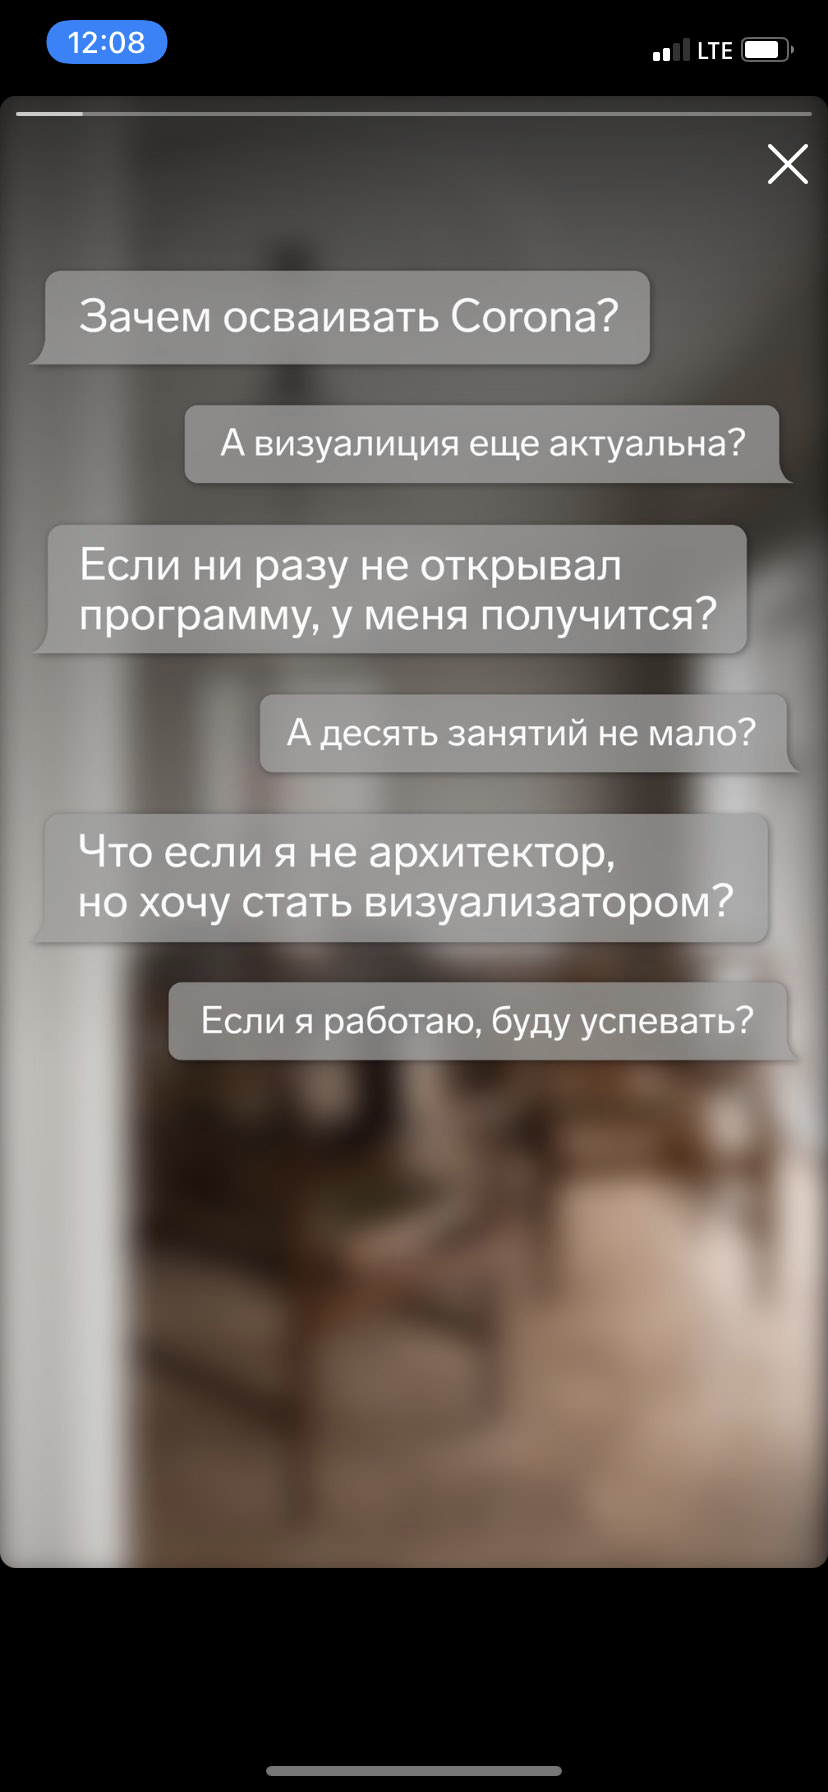 12:08
LTE
Зачем осваивать Corona?
А визуалиция еще актуальна?
Если ни разу не открывал
программу, у меня получится?
А десять занятий не мало?
Что если я не архитектор,
но хочу стать визуализатором?
Если я работаю, буду успевать?